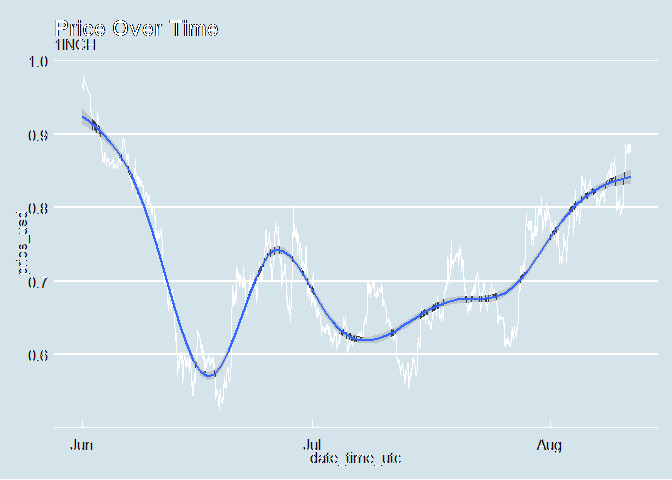 Price Over Time
1INCH
1.0
0.9
0.8
0.7
0.6
price_usd
Jun
Jul
Aug
date_time_utc